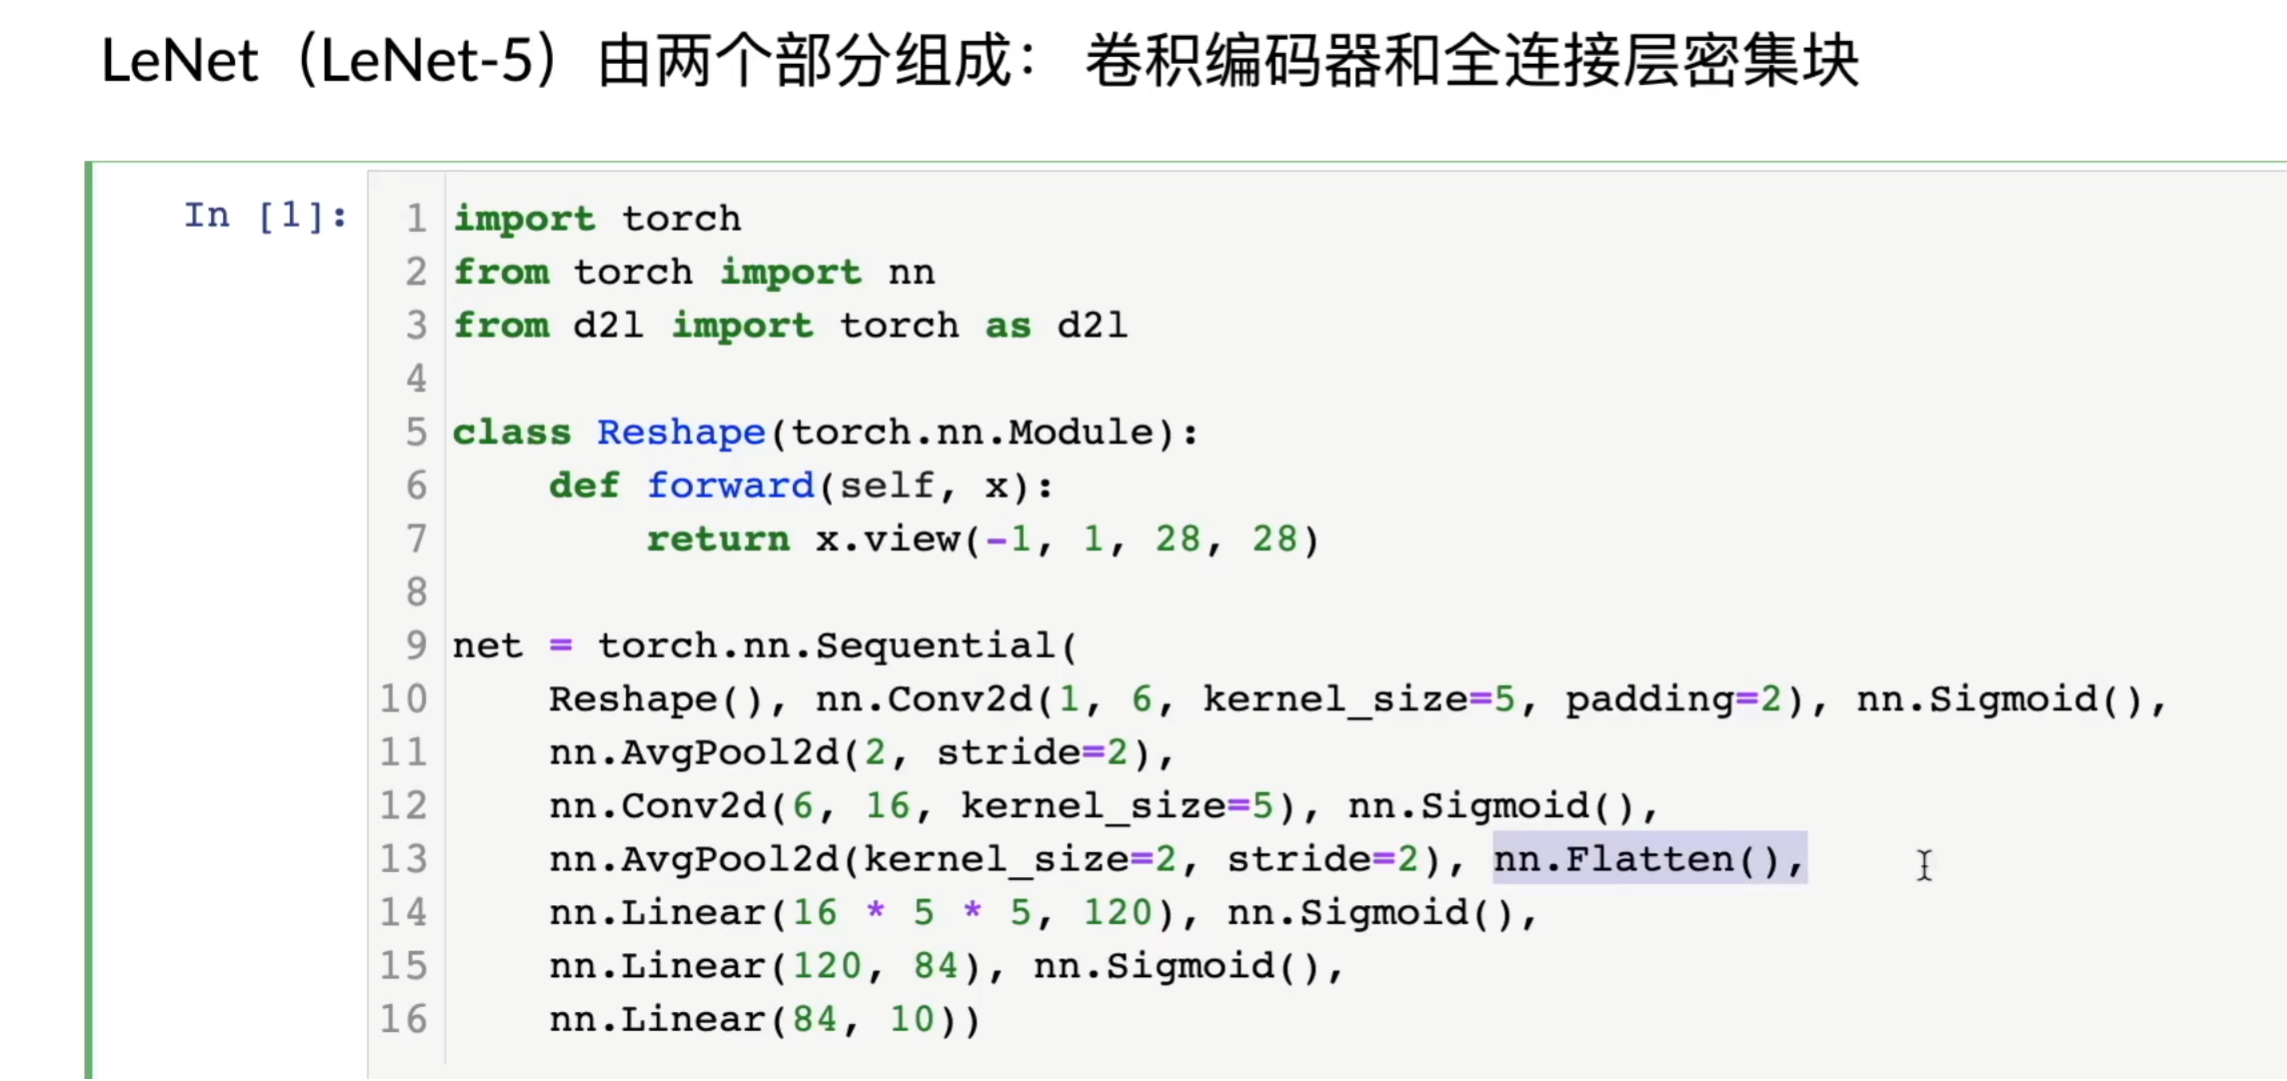 LeNet（LeNet-5）由两个部分组成： 卷积编码器和全连接层密集块
In [1]:
1 import torch
2 from torch import nn
3 from d2l import torch as d2l
4
5 class Reshape(torch.nn.Module):
6     def forward(self, x):
7         return x.view(-1, 1, 28, 28)
8
9 net = torch.nn.Sequential(
10     Reshape(), nn.Conv2d(1, 6, kernel_size=5, padding=2), nn.Sigmoid(),
11     nn.AvgPool2d(2, stride=2),
12     nn.Conv2d(6, 16, kernel_size=5), nn.Sigmoid(),
13     nn.AvgPool2d(kernel_size=2, stride=2), nn.Flatten(),
14     nn.Linear(16 * 5 * 5, 120), nn.Sigmoid(),
15     nn.Linear(120, 84), nn.Sigmoid(),
16     nn.Linear(84, 10))